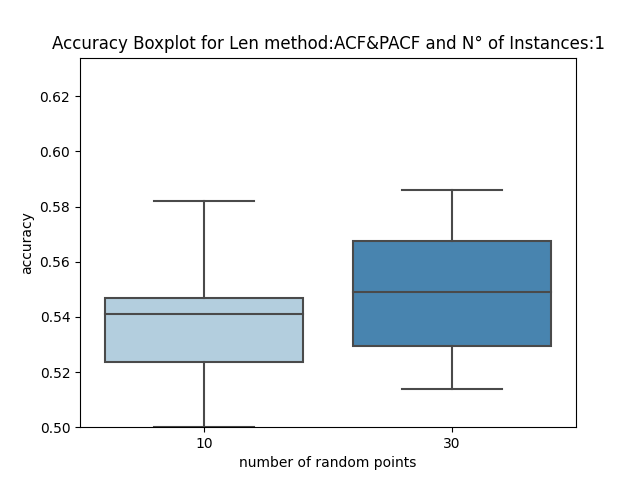 Accuracy Boxplot for Len method:ACF&PACF and N° of Instances:1
0.62
0.60
0.58
0.56
0.54
0.52
0.50
accuracy
10 30
number of random points